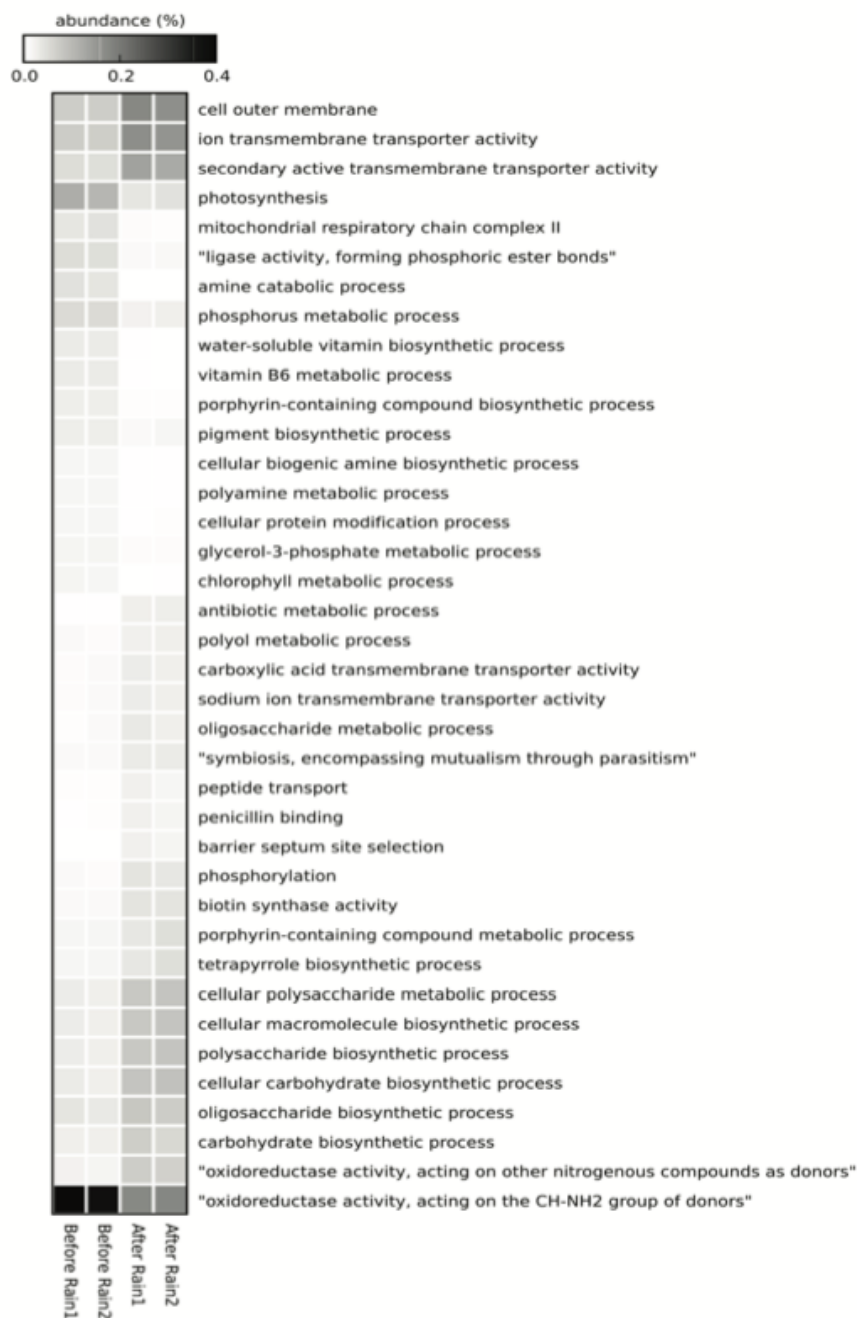 abundance (%)
0.0 0.2 0.4
cell outer membrane
ion transmembrane transporter activity
secondary active transmembrane transporter activity
photosynthesis
mitochondrial respiratory chain complex II
"ligase activity, forming phosphoric ester bonds"
amine catabolic process
phosphorus metabolic process
water-soluble vitamin biosynthetic process
vitamin B6 metabolic process
porphyrin-containing compound biosynthetic process
pigment biosynthetic process
cellular biogenic amine biosynthetic process
polyamine metabolic process
cellular protein modification process
glycerol-3-phosphate metabolic process
chlorophyll metabolic process
antibiotic metabolic process
polyol metabolic process
carboxylic acid transmembrane transporter activity
sodium ion transmembrane transporter activity
oligosaccharide metabolic process
"symbiosis, encompassing mutualism through parasitism"
peptide transport
penicillin binding
barrier septum site selection
phosphorylation
biotin synthase activity
porphyrin-containing compound metabolic process
tetrapyrrole biosynthetic process
cellular polysaccharide metabolic process
cellular macromolecule biosynthetic process
polysaccharide biosynthetic process
cellular carbohydrate biosynthetic process
oligosaccharide biosynthetic process
carbohydrate biosynthetic process
"oxidoreductase activity, acting on other nitrogenous compounds as donors"
"oxidoreductase activity, acting on the CH-NH2 group of donors"
Before Rain1
Before Rain2
After Rain1
After Rain2